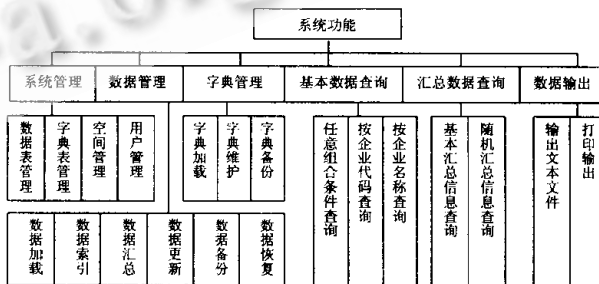 系统功能
系统管理 数据管理 字典管理 基本数据查询 汇总数据查询 数据输出
数据表管理
字典表管理
空间管理
用户管理
字典加载
字典维护
字典备份
任意组合条件查询
按企业代码查询
按企业名称查询
基本汇总信息查询
随机汇总信息查询
输出文本文件
打印输出
数据加载
数据索引
数据汇总
数据更新
数据备份
数据恢复